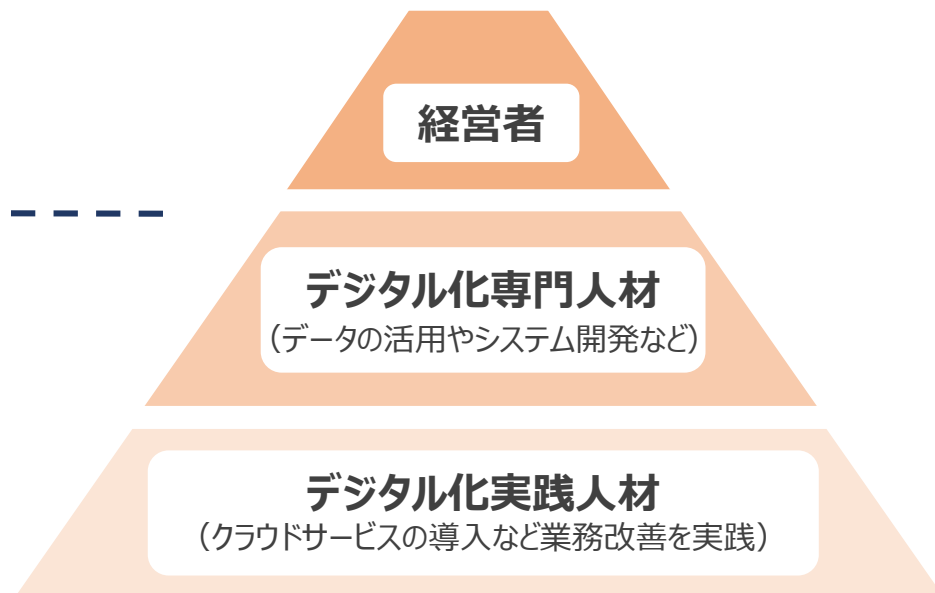 経営者
デジタル化専門人材
（データの活用やシステム開発など）
デジタル化実践人材
（クラウドサービスの導入など業務改善を実践）